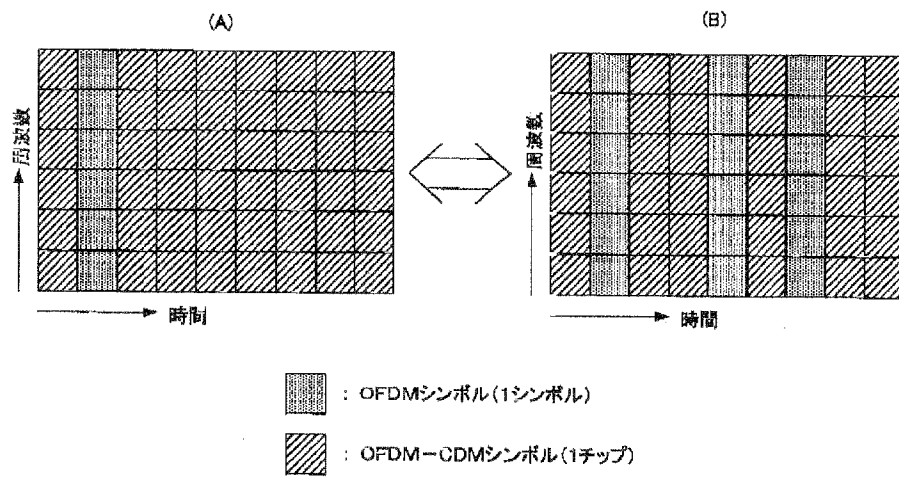 (A)
(B)
周波数
周波数
時間
時間
: OFDMシンボル(1シンボル)
: OFDM-CDMシンボル(1チップ)